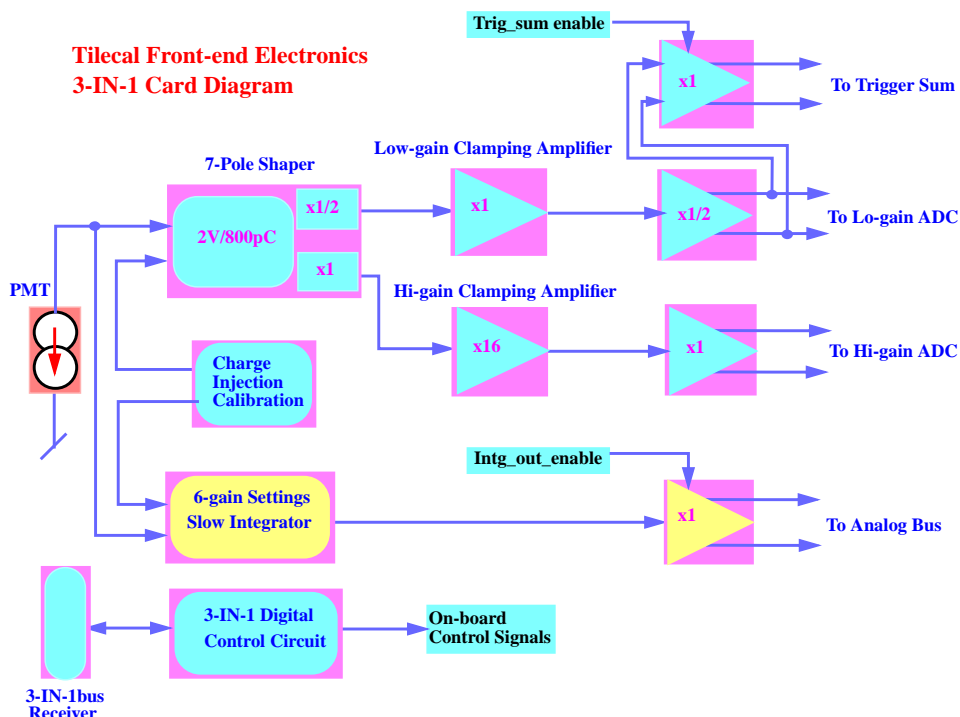 Trig_sum enable
Tilecal Front-end Electronics
3-IN-1 Card Diagram
x1
To Trigger Sum
Low-gain Clamping Amplifier
7-Pole Shaper
x1/2
2V/800pC
x1
x1
x1/2
To Lo-gain ADC
PMT
Hi-gain Clamping Amplifier
x16
x1
To Hi-gain ADC
Charge
Injection
Calibration
Intg_out_enable
6-gain Settings
Slow Integrator
x1
To Analog Bus
3-IN-1 Digital
Control Circuit
On-board
Control Signals
3-IN-1bus
Receiver